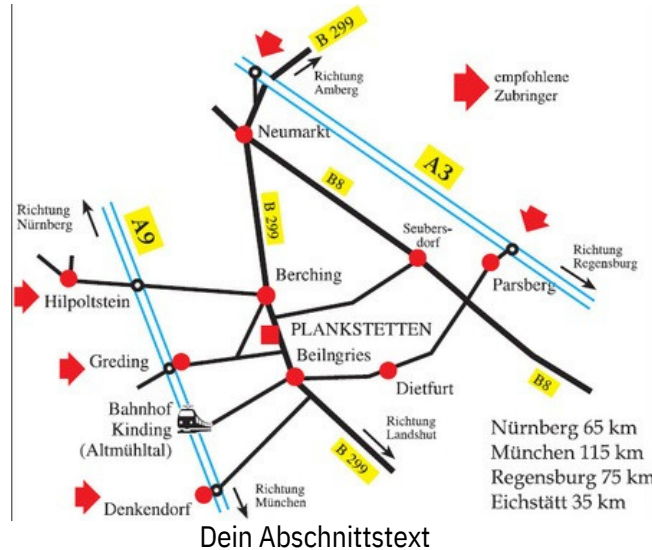 B 299
Richtung
Amberg
empfohlene
Zubringer
Neumarkt
A3
B8
Richtung
Nürnberg
A9
B 299
Seubers-
dorf
Richtung
Regensburg
Parsberg
Berching
Hilpoltstein
PLANKSTETTEN
Greding
Beilngries
Dietfurt
B8
Bahnhof
Kinding
(Altmühltal)
Richtung
Landshut
B 299
Nürnberg 65 km
München 115 km
Regensburg 75 km
Eichstätt 35 km
Denkendorf
Richtung
München
Dein Abschnittstext